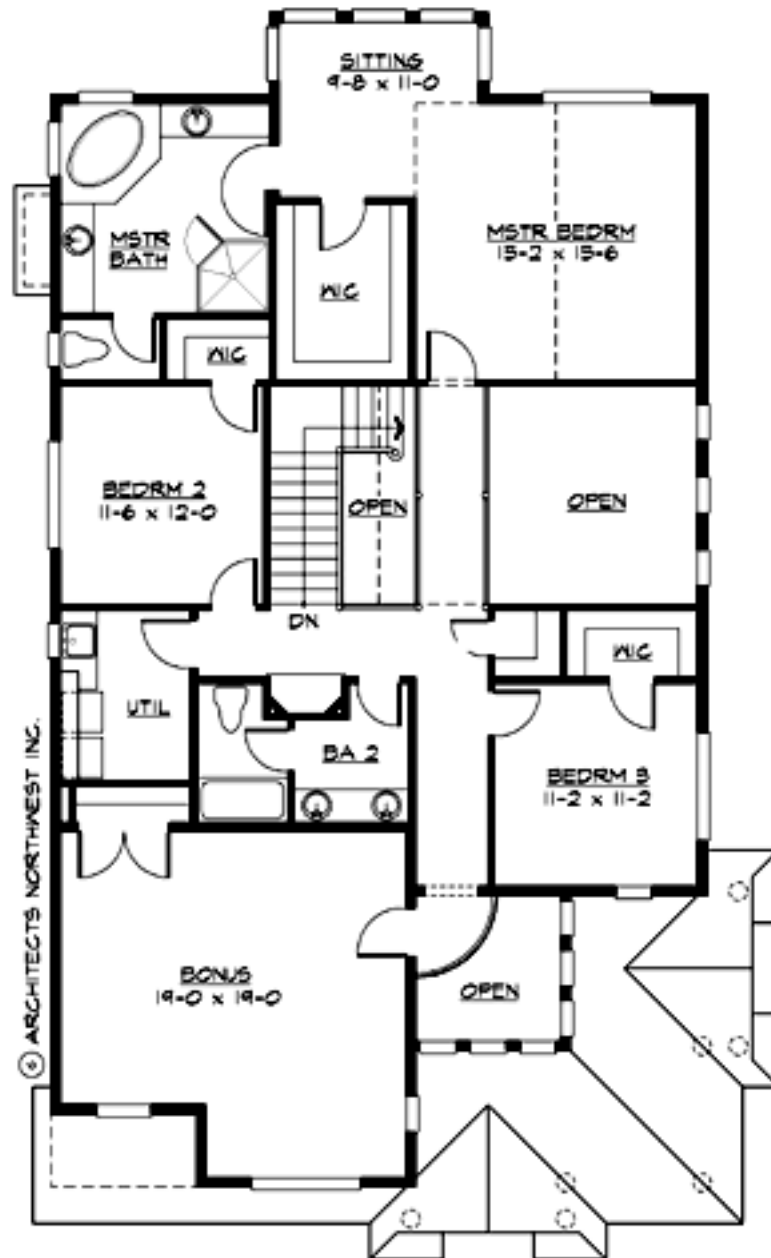 SITTING
9-8 x 11-0
MSTR BEDRM
15-2 x 15-6
MSTR
BATH
WIC
WIC
BEDRM 2
11-6 x 12-0
OPEN
OPEN
DN
WIC
UTIL
BA 2
BEDRM 3
11-2 x 11-2
BONUS
19-0 x 19-0
OPEN
© ARCHITECTS NORTHWEST INC.